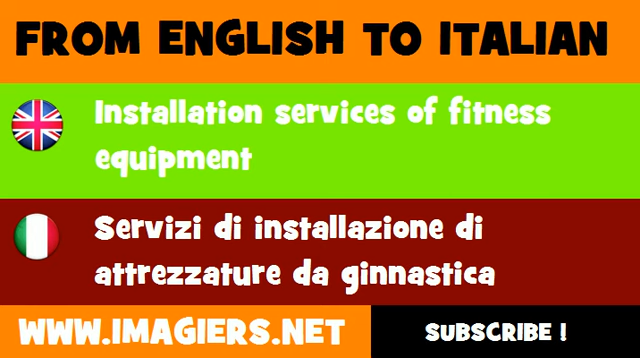 FROM ENGLISH TO ITALIAN
Installation services of fitness
equipment
Servizi di installazione di
attrezzature da ginnastica
WWW.IMAGIERS.NET
SUBSCRIBE !